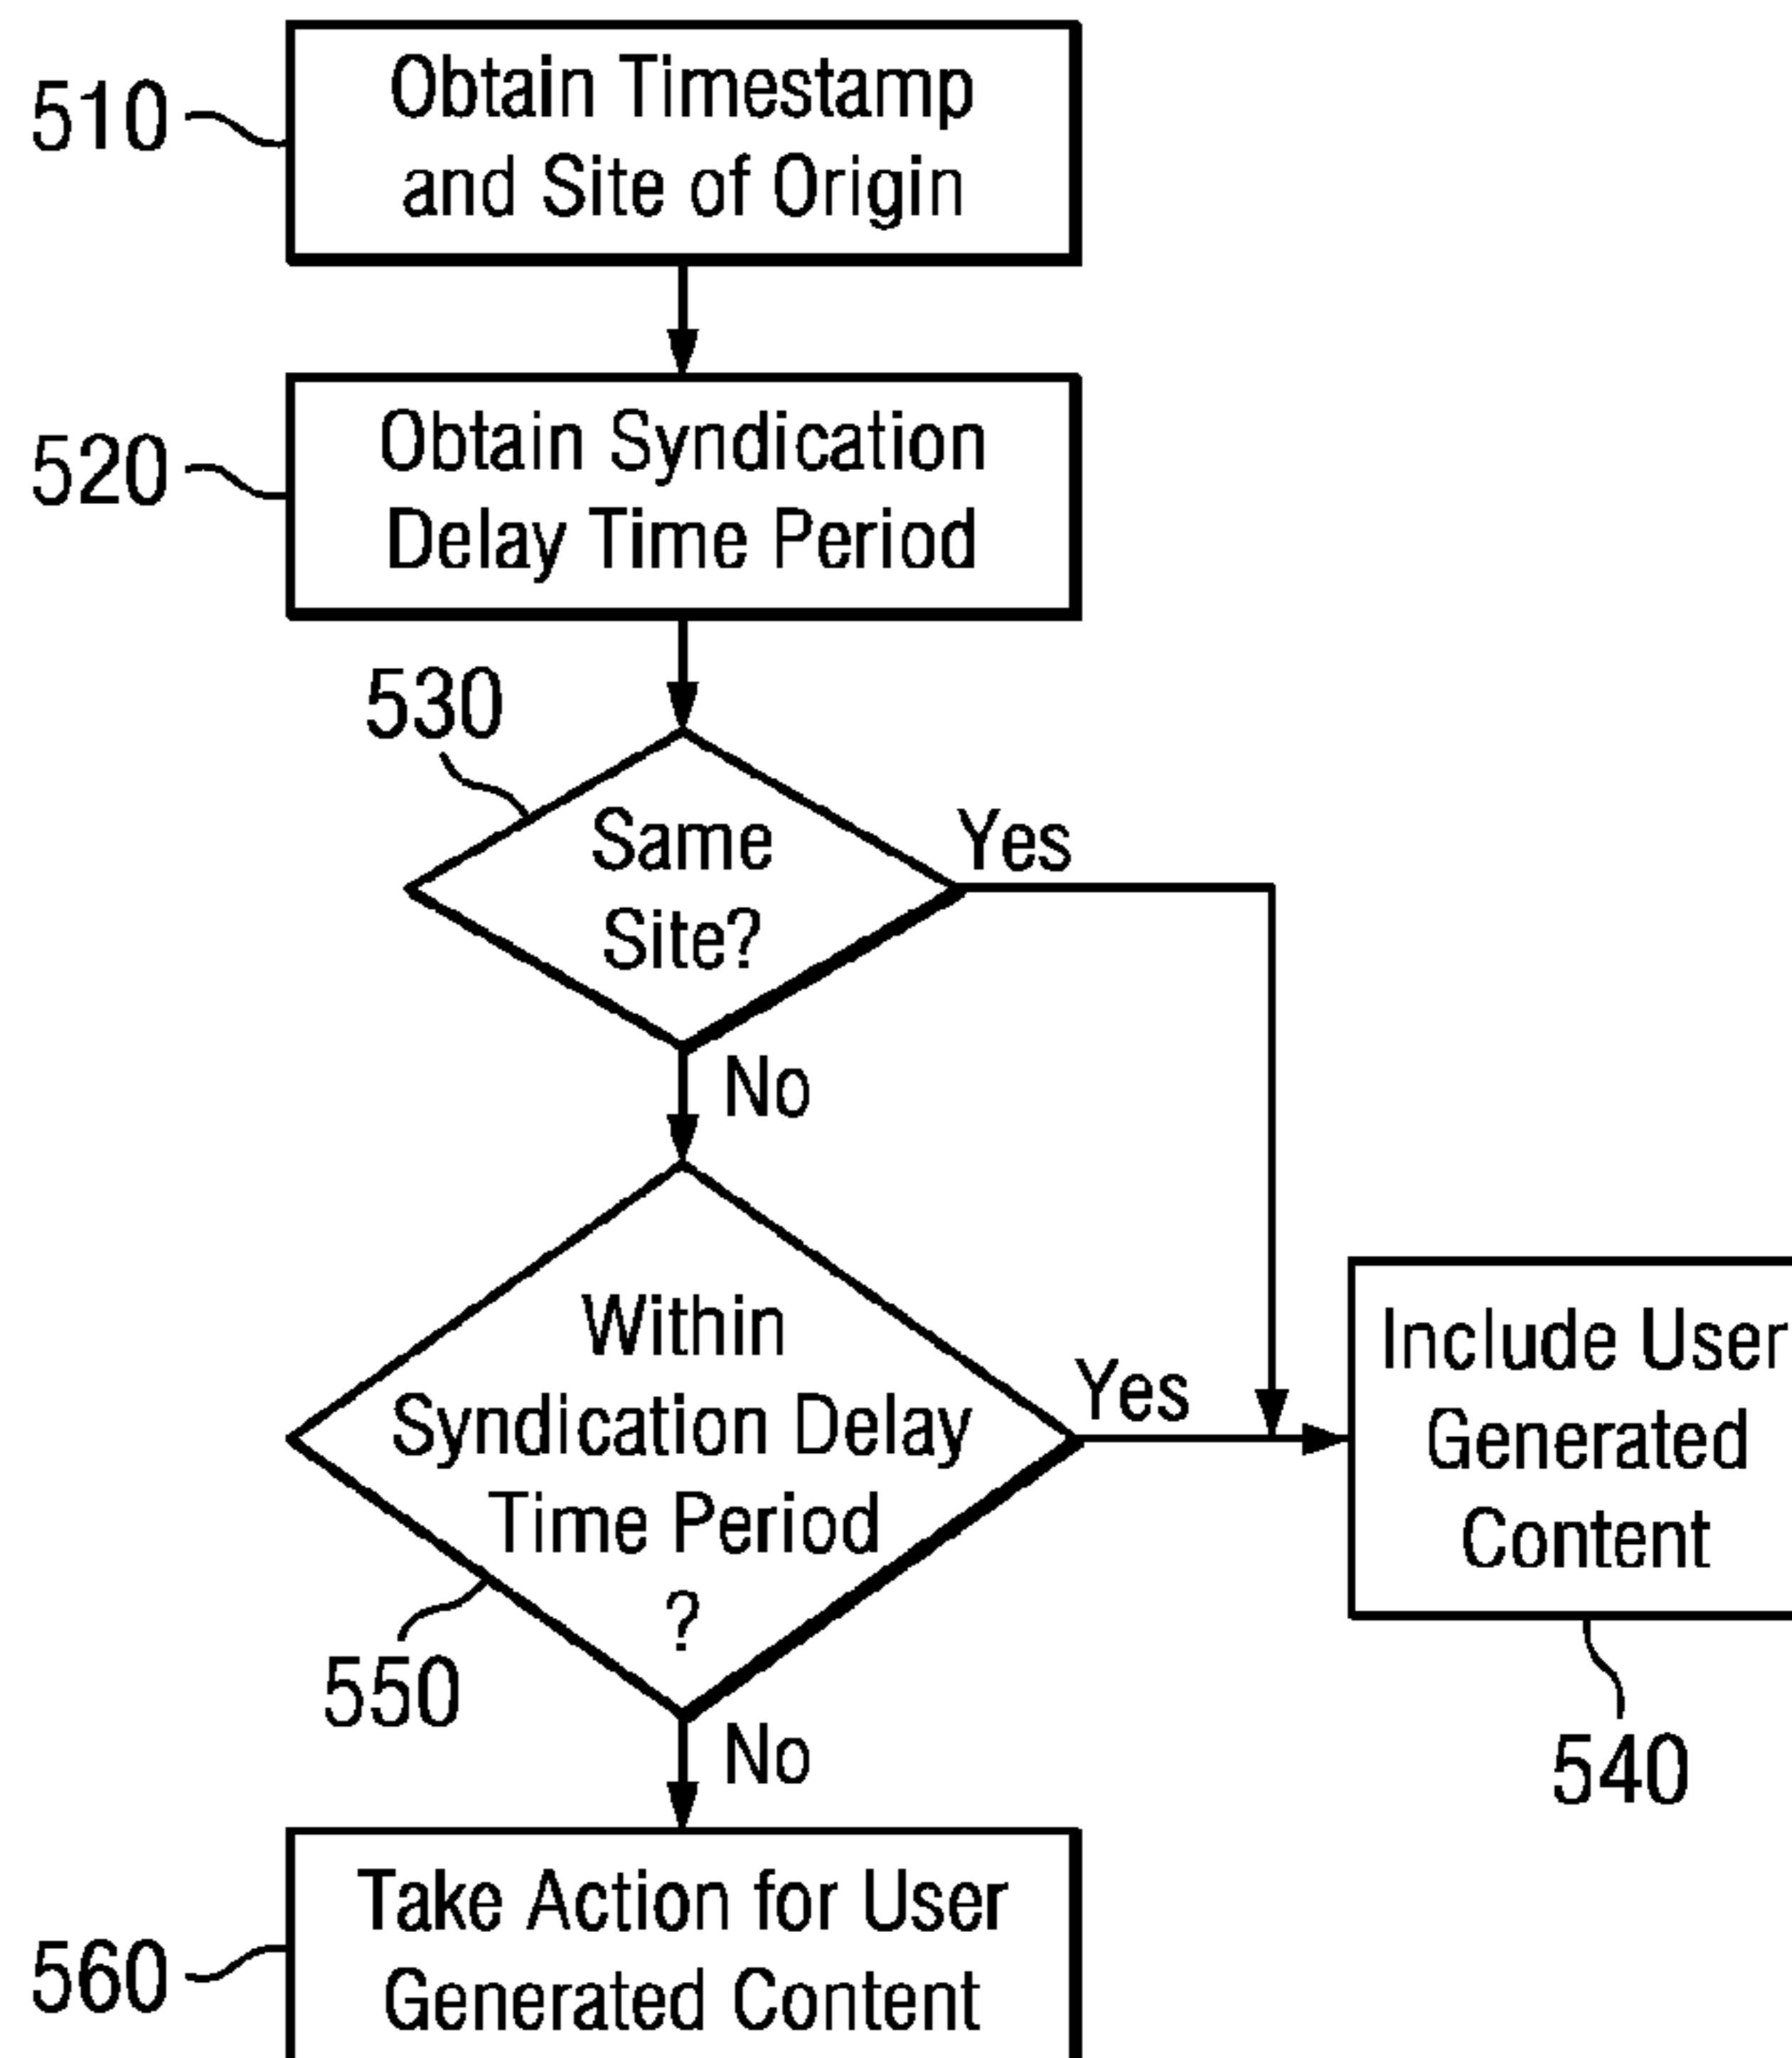 510
Obtain Timestamp
and Site of Origin
520
Obtain Syndication
Delay Time Period
530
Same
Site?
Yes
No
Within
Syndication Delay
Time Period
?
Yes
550
No
Include User
Generated
Content
540
560
Take Action for User
Generated Content